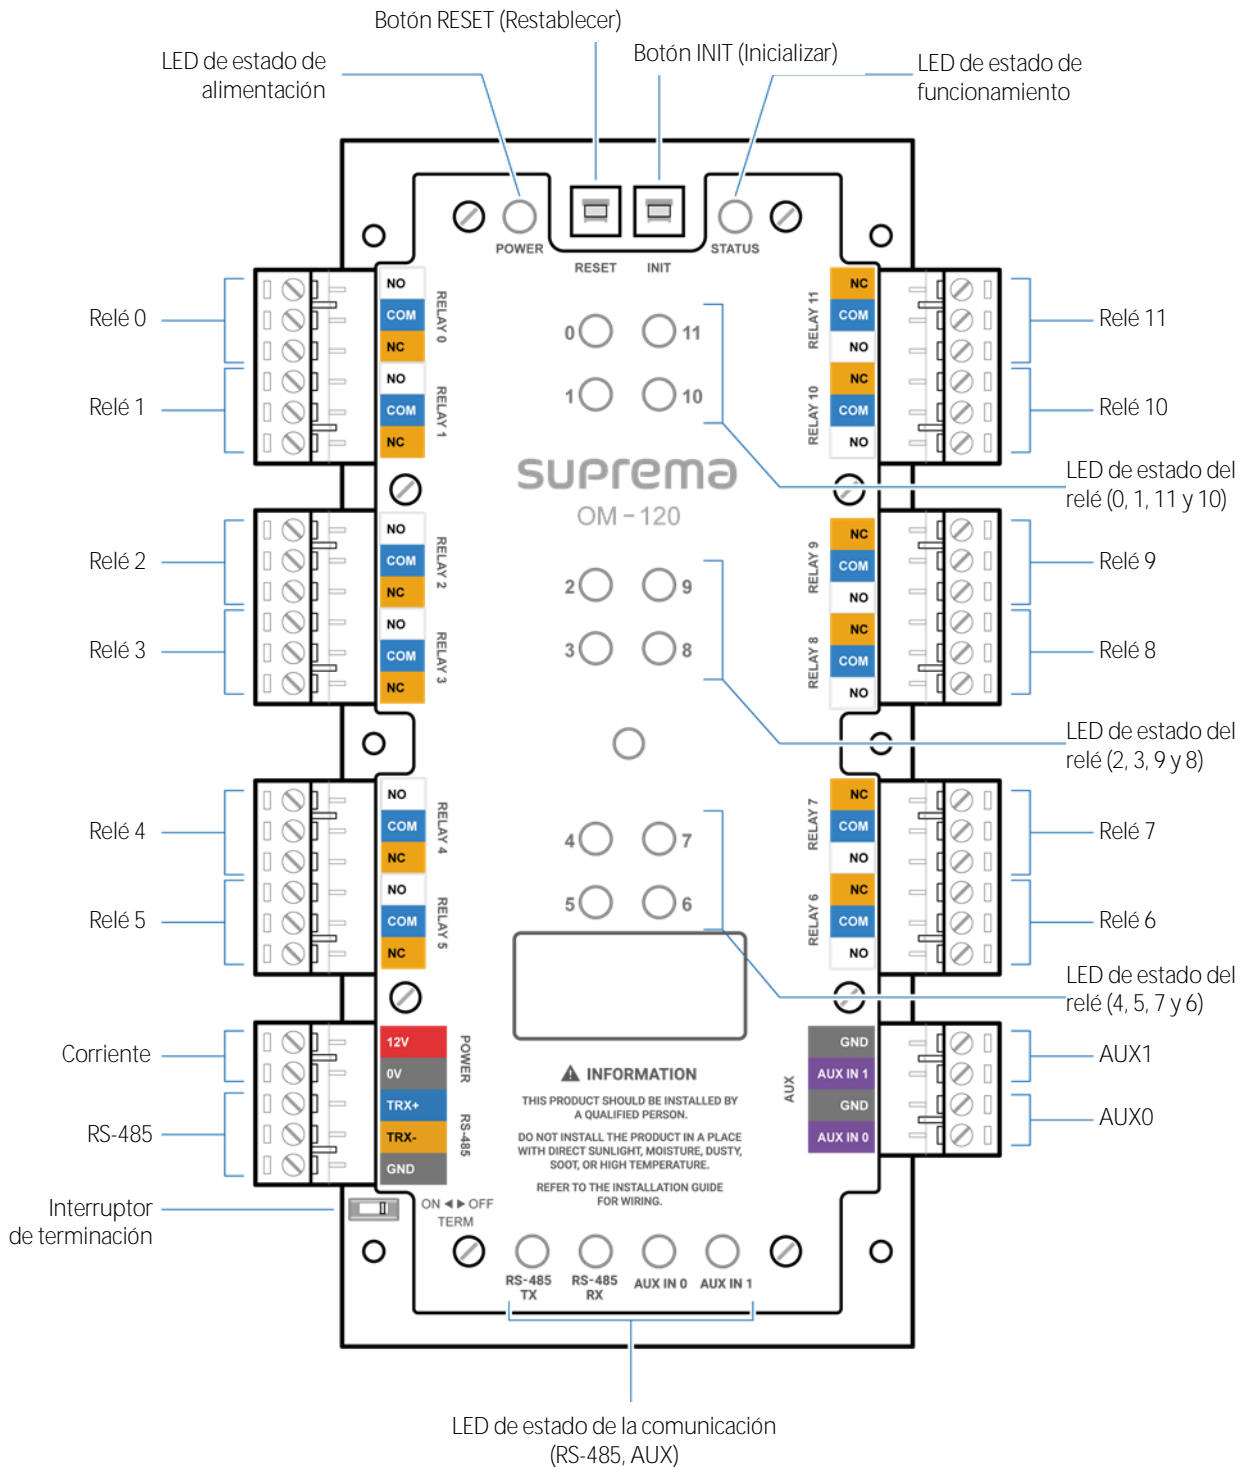 Botón RESET (Restablecer)
Botón INIT (Inicializar)
LED de estado de
alimentación
LED de estado de
funcionamiento
POWER
RESET
INIT
STATUS
Relé 0
NO
COM
NC
RELAY 0
Relé 1
NO
COM
NC
RELAY 1
0
11
1
10
NC
COM
NO
RELAY 11
Relé 11
NC
COM
NO
RELAY 10
Relé 10
suprema
OM-120
LED de estado del
relé (0, 1, 11 y 10)
Relé 2
NO
COM
NC
RELAY 2
Relé 3
NO
COM
NC
RELAY 3
2
9
3
8
NC
COM
NO
RELAY 9
Relé 9
NC
COM
NO
RELAY 8
Relé 8
LED de estado del
relé (2, 3, 9 y 8)
Relé 4
NO
COM
NC
RELAY 4
Relé 5
NO
COM
NC
RELAY 5
4
7
5
6
NC
COM
NO
RELAY 7
Relé 7
NC
COM
NO
RELAY 6
Relé 6
LED de estado del
relé (4, 5, 7 y 6)
Corriente
12V
0V
POWER
RS-485
TRX+
TRX-
GND
RS-485
INFORMATION
THIS PRODUCT SHOULD BE INSTALLED BY
A QUALIFIED PERSON.
DO NOT INSTALL THE PRODUCT IN A PLACE
WITH DIRECT SUNLIGHT, MOISTURE, DUSTY,
SOOT, OR HIGH TEMPERATURE.
REFER TO THE INSTALLATION GUIDE
FOR WIRING.
AUX
GND
AUX IN 1
GND
AUX IN 0
AUX1
AUX0
Interruptor
de terminación
ON ◄ ► OFF
TERM
RS-485
TX
RS-485
RX
AUX IN 0
AUX IN 1
LED de estado de la comunicación
(RS-485, AUX)